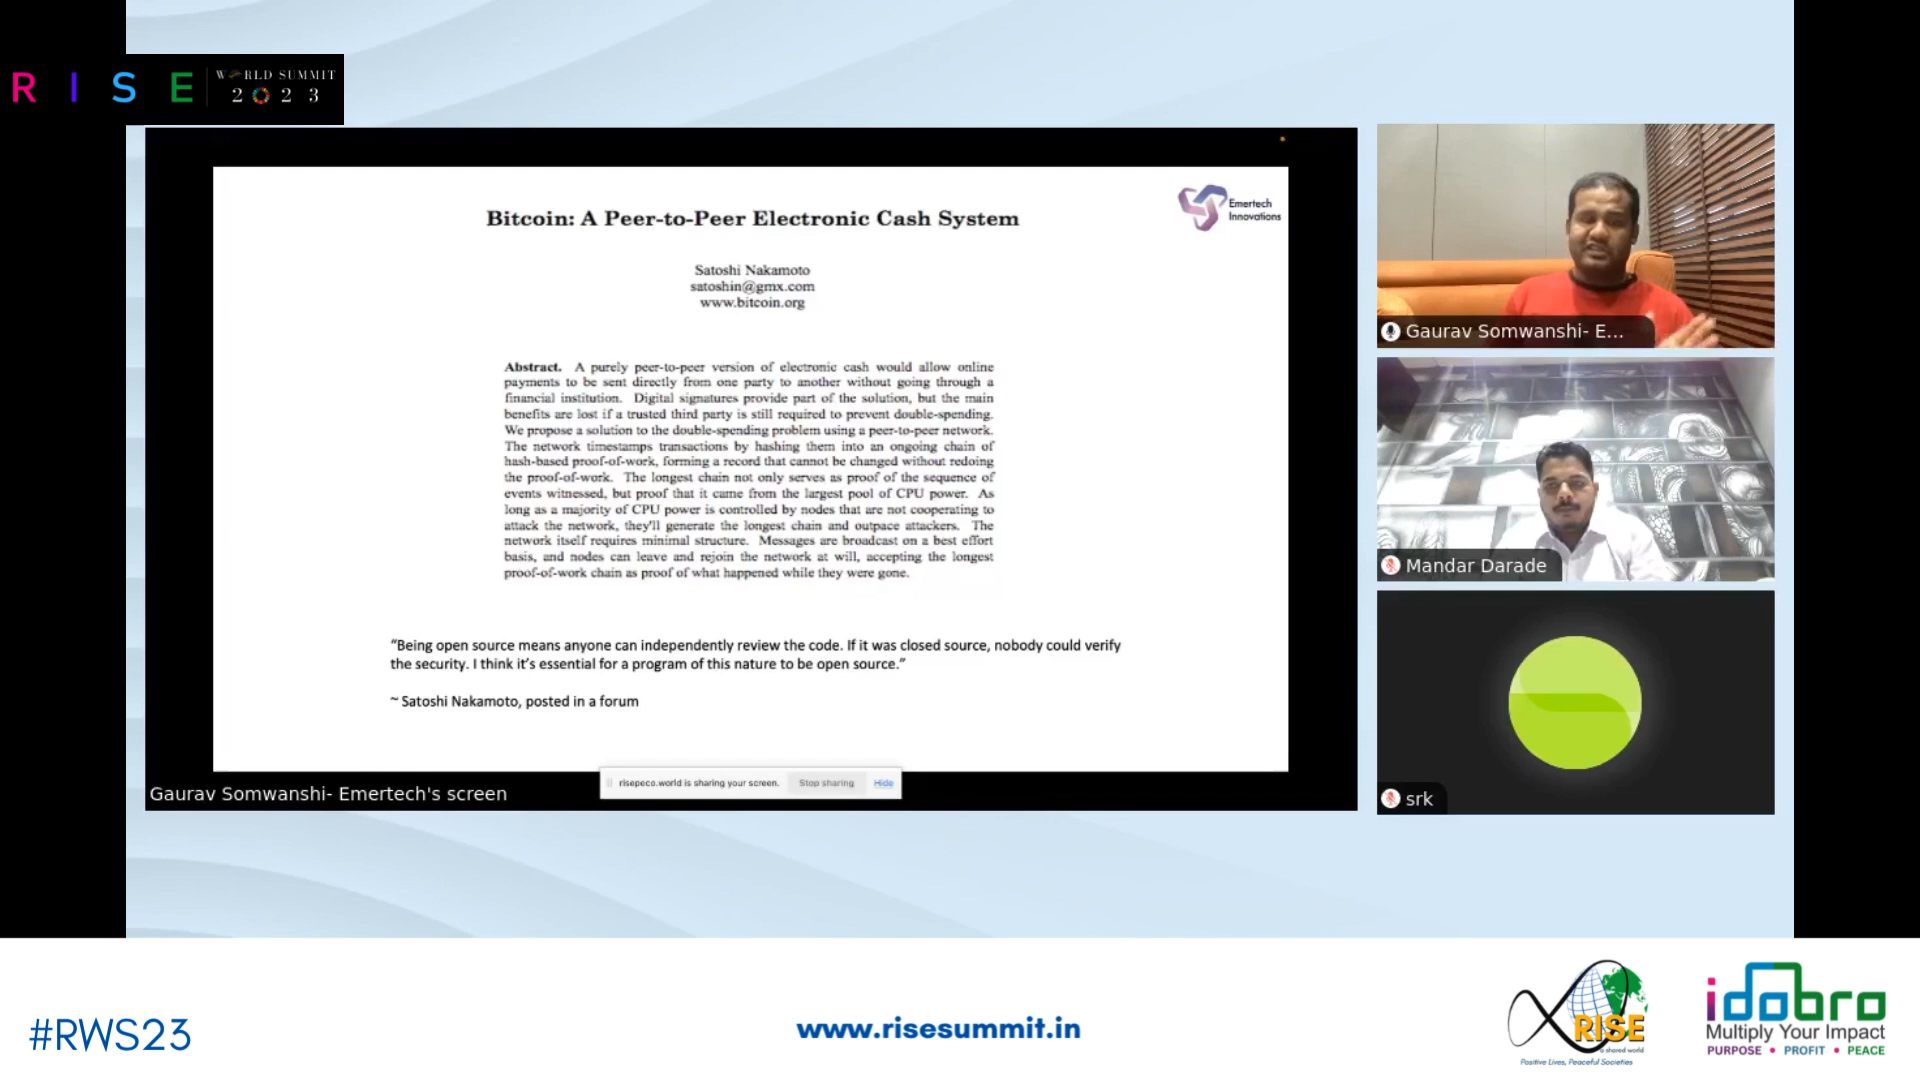 RISE
WORLD SUMMIT
2023
Emertech
Innovations
Bitcoin: A Peer-to-Peer Electronic Cash System
Satoshi Nakamoto
satoshin@gmx.com
www.bitcoin.org
Abstract. A purely peer-to-peer version of electronic cash would allow online
payments to be sent directly from one party to another without going through a
financial institution. Digital signatures provide part of the solution, but the main
benefits are lost if a trusted third party is still required to prevent double-spending.
We propose a solution to the double-spending problem using a peer-to-peer network.
The network timestamps transactions by hashing them into an ongoing chain of
hash-based proof-of-work, forming a record that cannot be changed without redoing
the proof-of-work. The longest chain not only serves as proof of the sequence of
events witnessed, but proof that it came from the largest pool of CPU power. As
long as a majority of CPU power is controlled by nodes that are not cooperating to
attack the network, they'll generate the longest chain and outpace attackers. The
network itself requires minimal structure. Messages are broadcast on a best effort
basis, and nodes can leave and rejoin the network at will, accepting the longest
proof-of-work chain as proof of what happened while they were gone.
“Being open source means anyone can independently review the code. If it was closed source, nobody could verify
the security. I think it’s essential for a program of this nature to be open source.”
~ Satoshi Nakamoto, posted in a forum
risepeco.world is sharing your screen. Stop sharing Hide
Gaurav Somwanshi- Emertech's screen
Gaurav Somwanshi- E...
Mandar Darade
srk
#RWS23
www.risesummit.in
RISE
a shared world
Positive Lives, Peaceful Societies
idobro
Multiply Your Impact
PURPOSE • PROFIT • PEACE